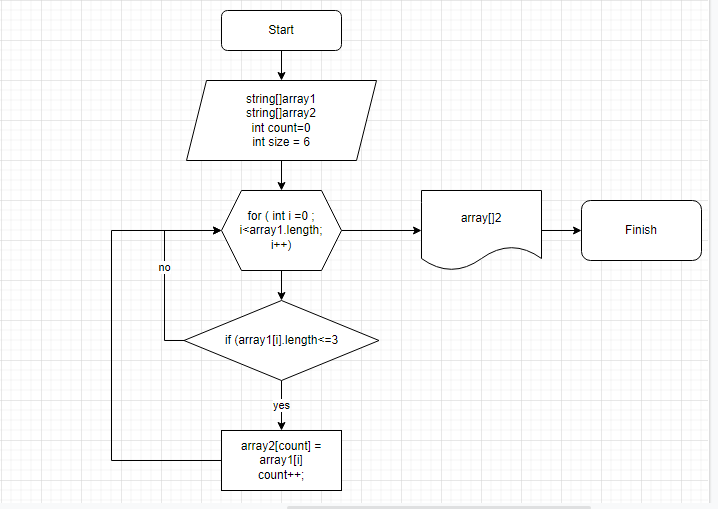 Start
string[]array1
string[]array2
int count=0
int size = 6
for ( int i =0 ;
i<array1.length;
i++)
array[]2
Finish
no
if (array1[i].length<=3
yes
array2[count] =
array1[i]
count++;